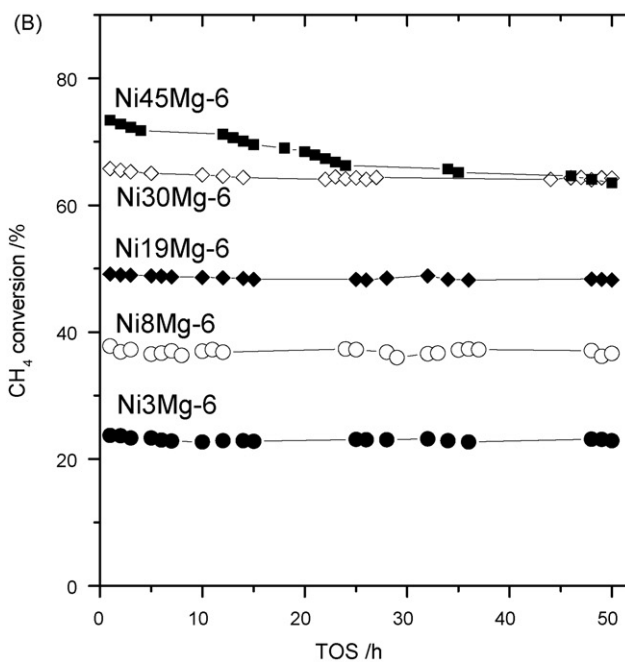 (B)
80
60
40
20
0
CH₄ conversion /%
Ni45Mg-6
Ni30Mg-6
Ni19Mg-6
Ni8Mg-6
Ni3Mg-6
0 10 20 30 40 50
TOS /h